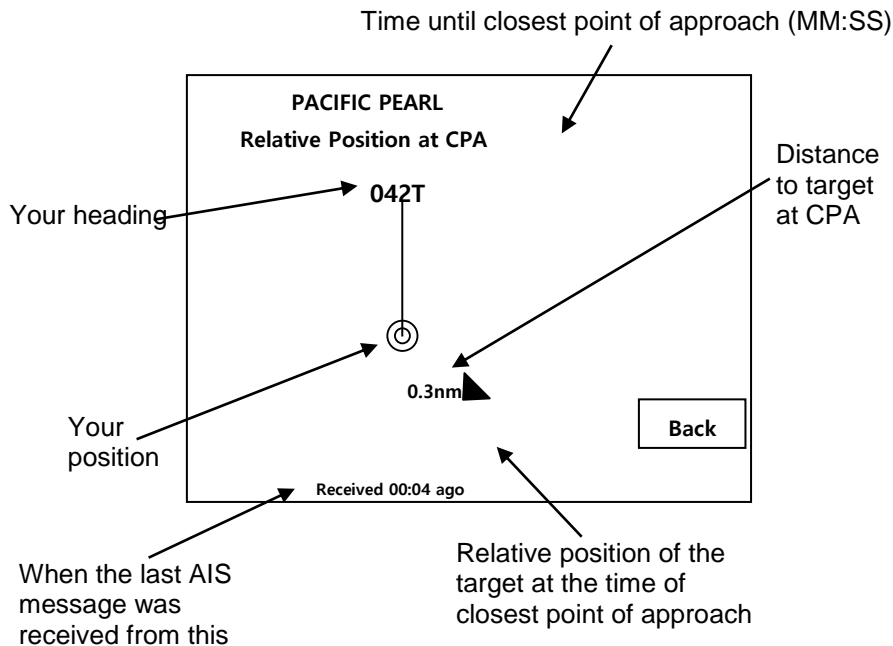 Time until closest point of approach (MM:SS)
PACIFIC PEARL
Relative Position at CPA
042T
Your heading
Distance
to target
at CPA
0.3nm
Your
position
Back
Received 00:04 ago
When the last AIS
message was
received from this
Relative position of the
target at the time of
closest point of approach